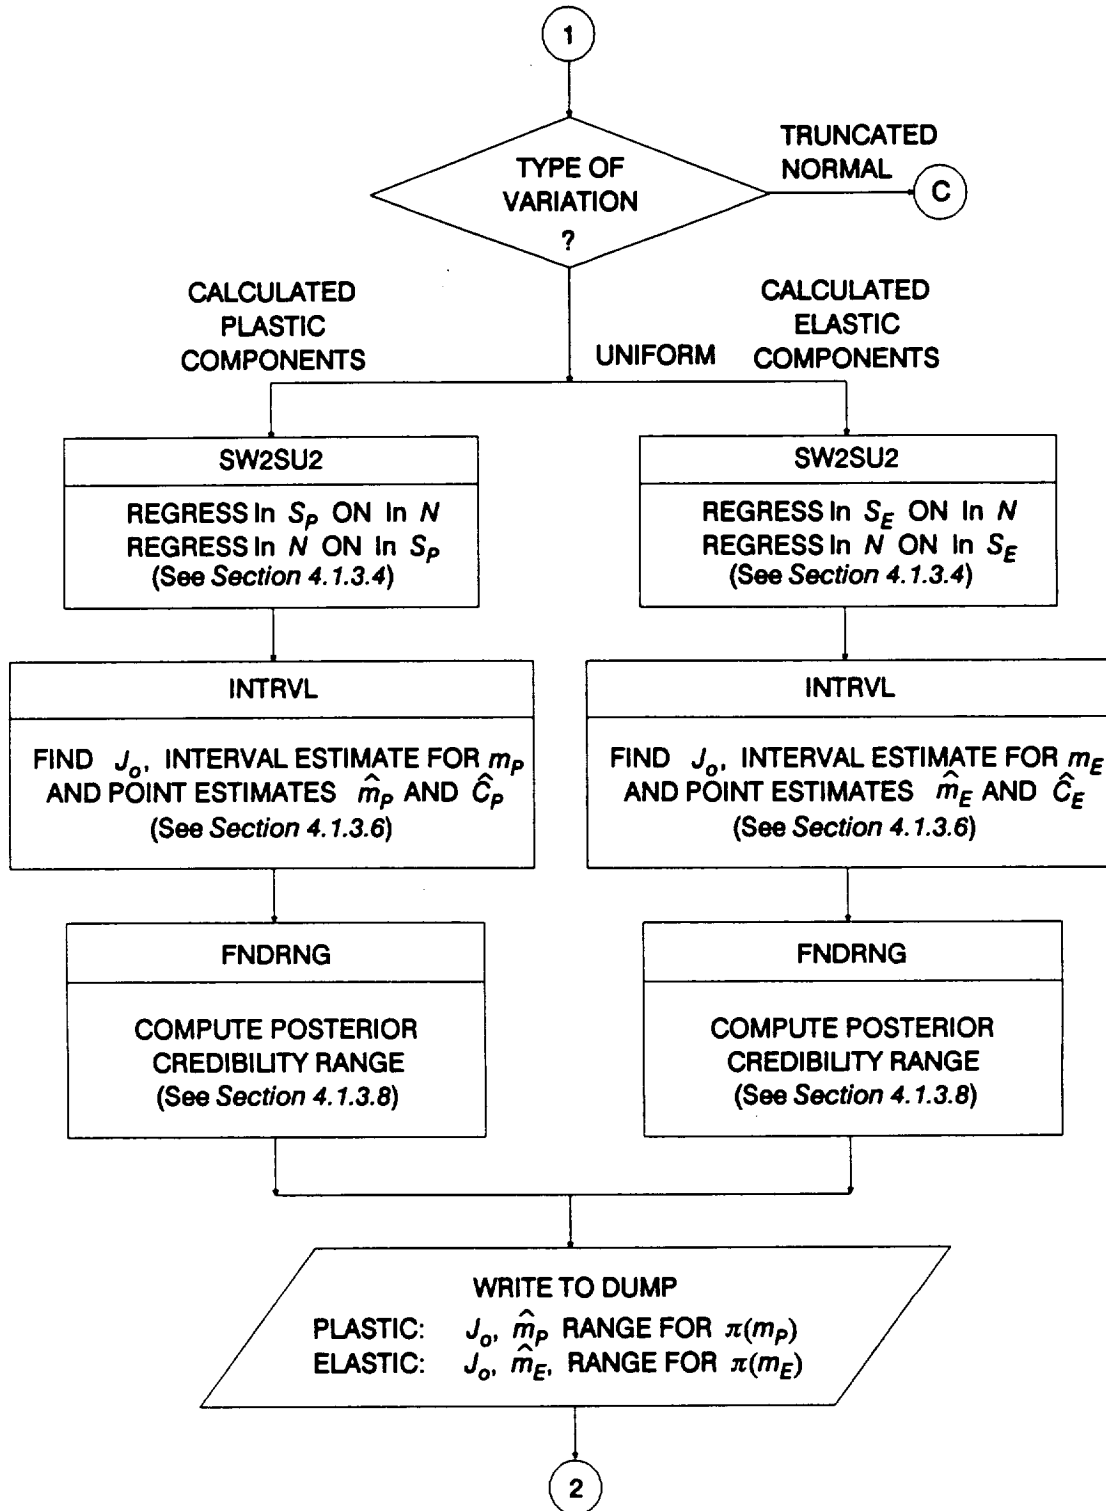 1
TYPE OF
VARIATION
?
TRUNCATED
NORMAL
C
CALCULATED
PLASTIC
COMPONENTS
UNIFORM
CALCULATED
ELASTIC
COMPONENTS
SW2SU2
REGRESS ln S_P ON ln N
REGRESS ln N ON ln S_P
(See Section 4.1.3.4)
SW2SU2
REGRESS ln S_E ON ln N
REGRESS ln N ON ln S_E
(See Section 4.1.3.4)
INTRVL
FIND J_o, INTERVAL ESTIMATE FOR m_P
AND POINT ESTIMATES m̂_P AND Ĉ_P
(See Section 4.1.3.6)
INTRVL
FIND J_o, INTERVAL ESTIMATE FOR m_E
AND POINT ESTIMATES m̂_E AND Ĉ_E
(See Section 4.1.3.6)
FNDRNG
COMPUTE POSTERIOR
CREDIBILITY RANGE
(See Section 4.1.3.8)
FNDRNG
COMPUTE POSTERIOR
CREDIBILITY RANGE
(See Section 4.1.3.8)
WRITE TO DUMP
PLASTIC: J_o, m̂_P RANGE FOR π(m_P)
ELASTIC: J_o, m̂_E, RANGE FOR π(m_E)
2